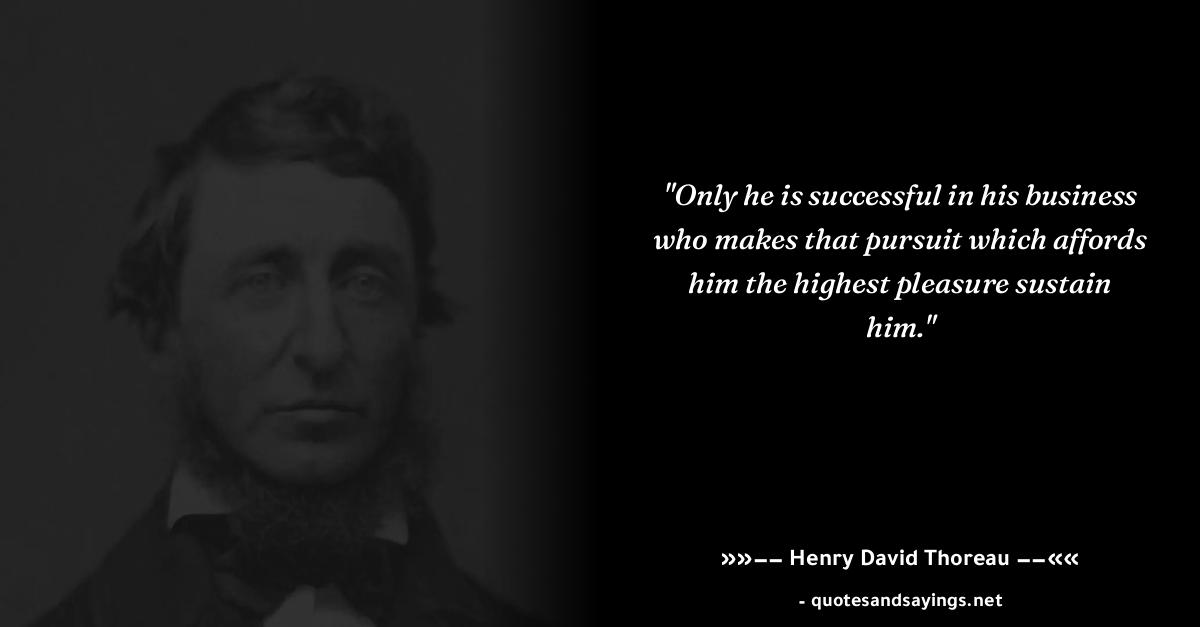 "Only he is successful in his business
who makes that pursuit which affords
him the highest pleasure sustain
him."
»»−− Henry David Thoreau −−««
- quotesandsayings.net